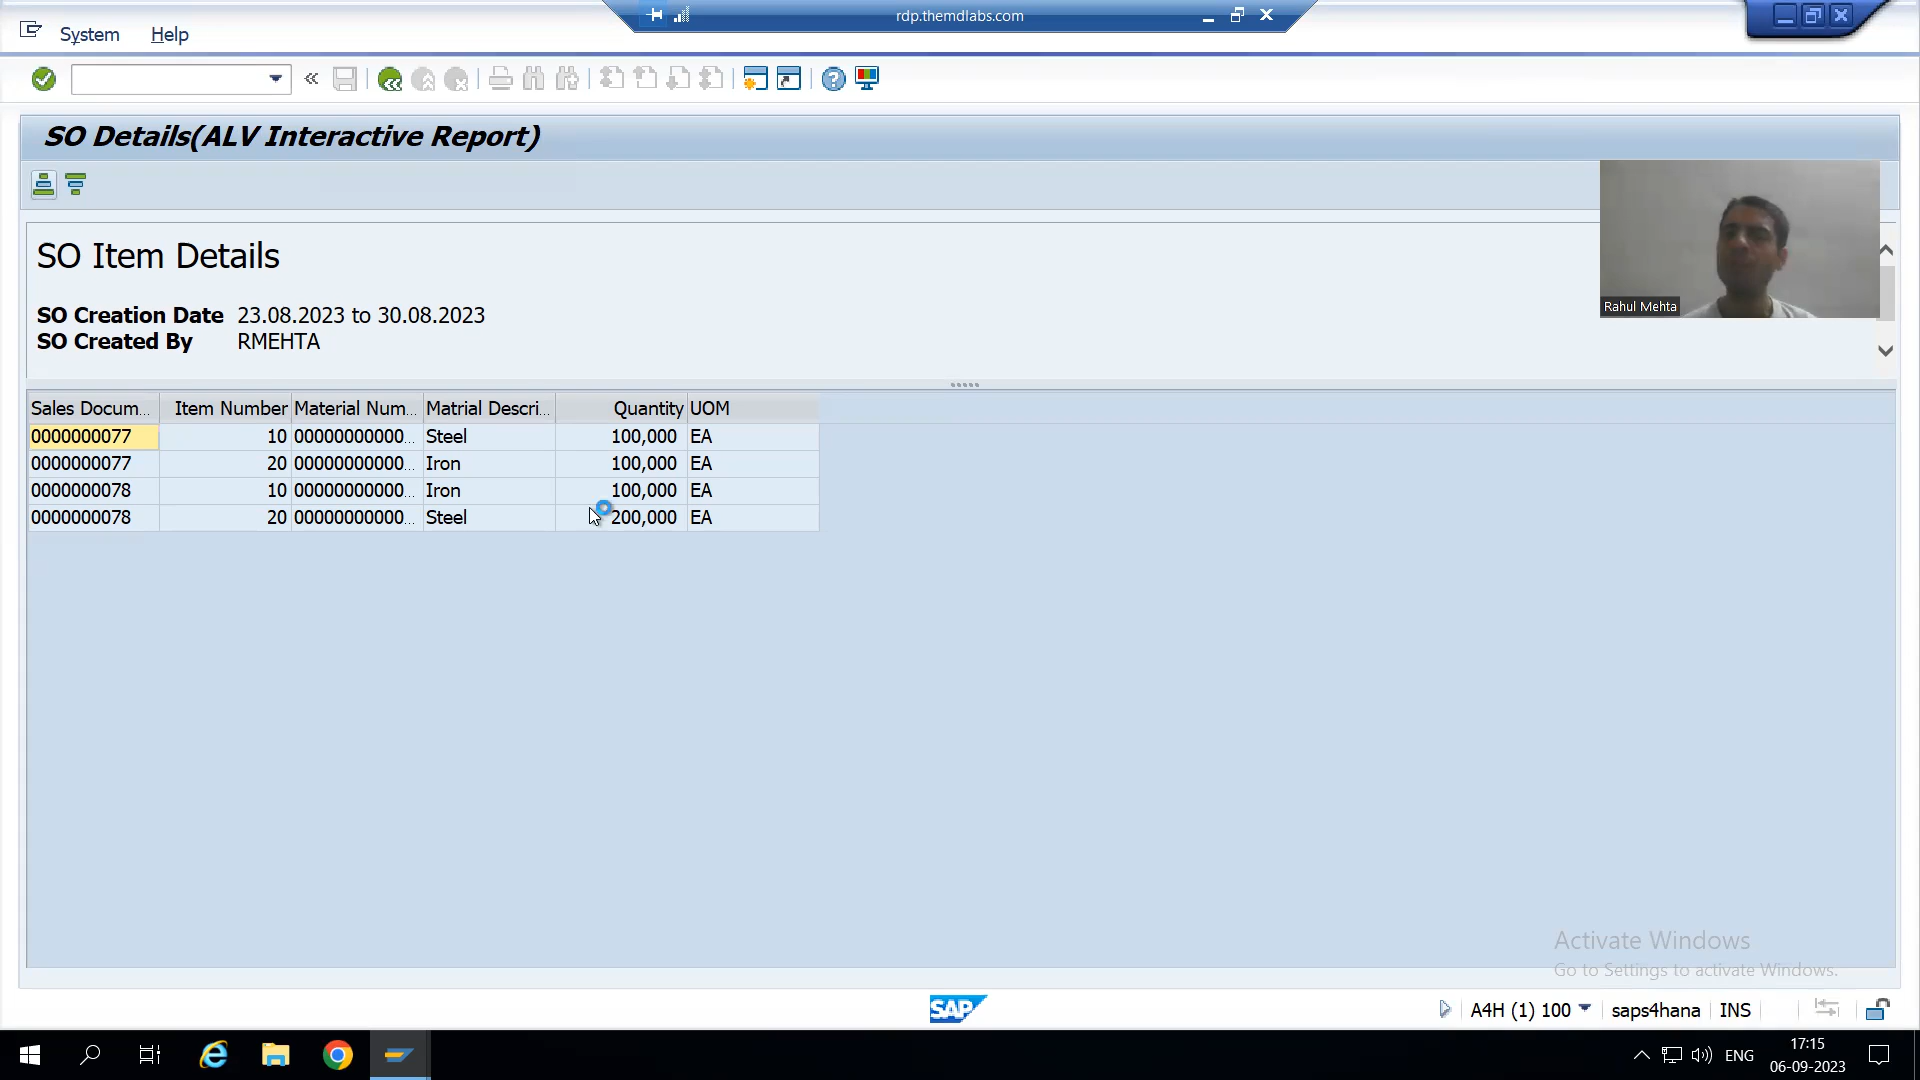 rdp.themdlabs.com
System Help
SO Details(ALV Interactive Report)
SO Item Details
SO Creation Date 23.08.2023 to 30.08.2023
SO Created By RMEHTA
Rahul Mehta
Sales Docum... Item Number Material Num... Matrial Descri... Quantity UOM
0000000077 10 00000000000... Steel 100,000 EA
0000000077 20 00000000000... Iron 100,000 EA
0000000078 10 00000000000... Iron 100,000 EA
0000000078 20 00000000000... Steel 200,000 EA
Activate Windows
Go to Settings to activate Windows.
SAP
A4H (1) 100 saps4hana INS
ENG
17:15
06-09-2023